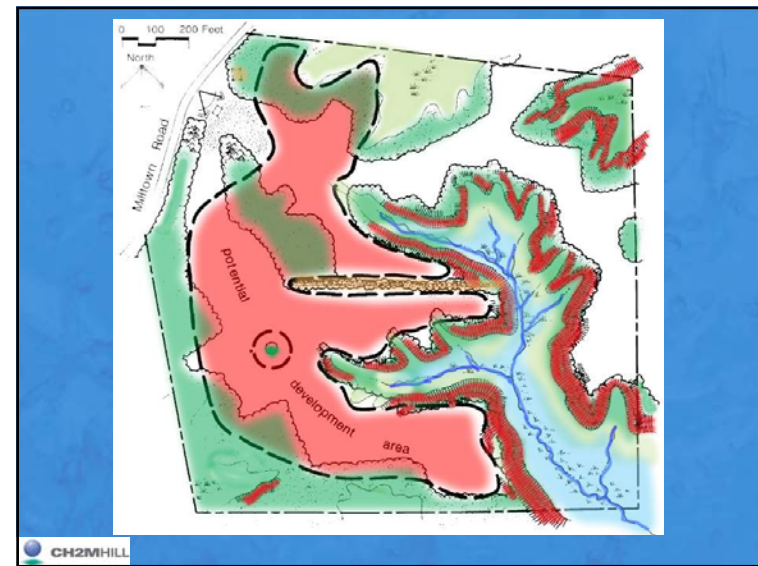 0 100 200 Feet
North
Milltown Road
potential
development
area
CH2MHILL